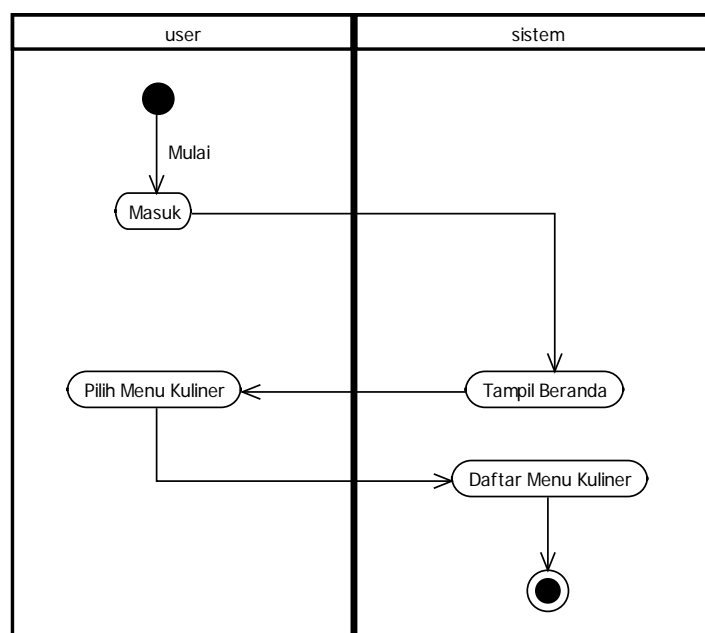 user
sistem
Mulai
Masuk
Pilih Menu Kuliner
Tampil Beranda
Daftar Menu Kuliner